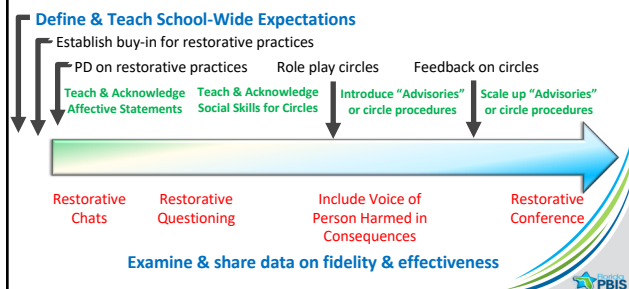 Define & Teach School-Wide Expectations
Establish buy-in for restorative practices
PD on restorative practices
Role play circles
Feedback on circles
Teach & Acknowledge
Affective Statements
Teach & Acknowledge
Social Skills for Circles
Introduce “Advisories”
or circle procedures
Scale up “Advisories”
or circle procedures
Restorative
Chats
Restorative
Questioning
Include Voice of
Person Harmed in
Consequences
Restorative
Conference
Examine & share data on fidelity & effectiveness
Florida
PBIS